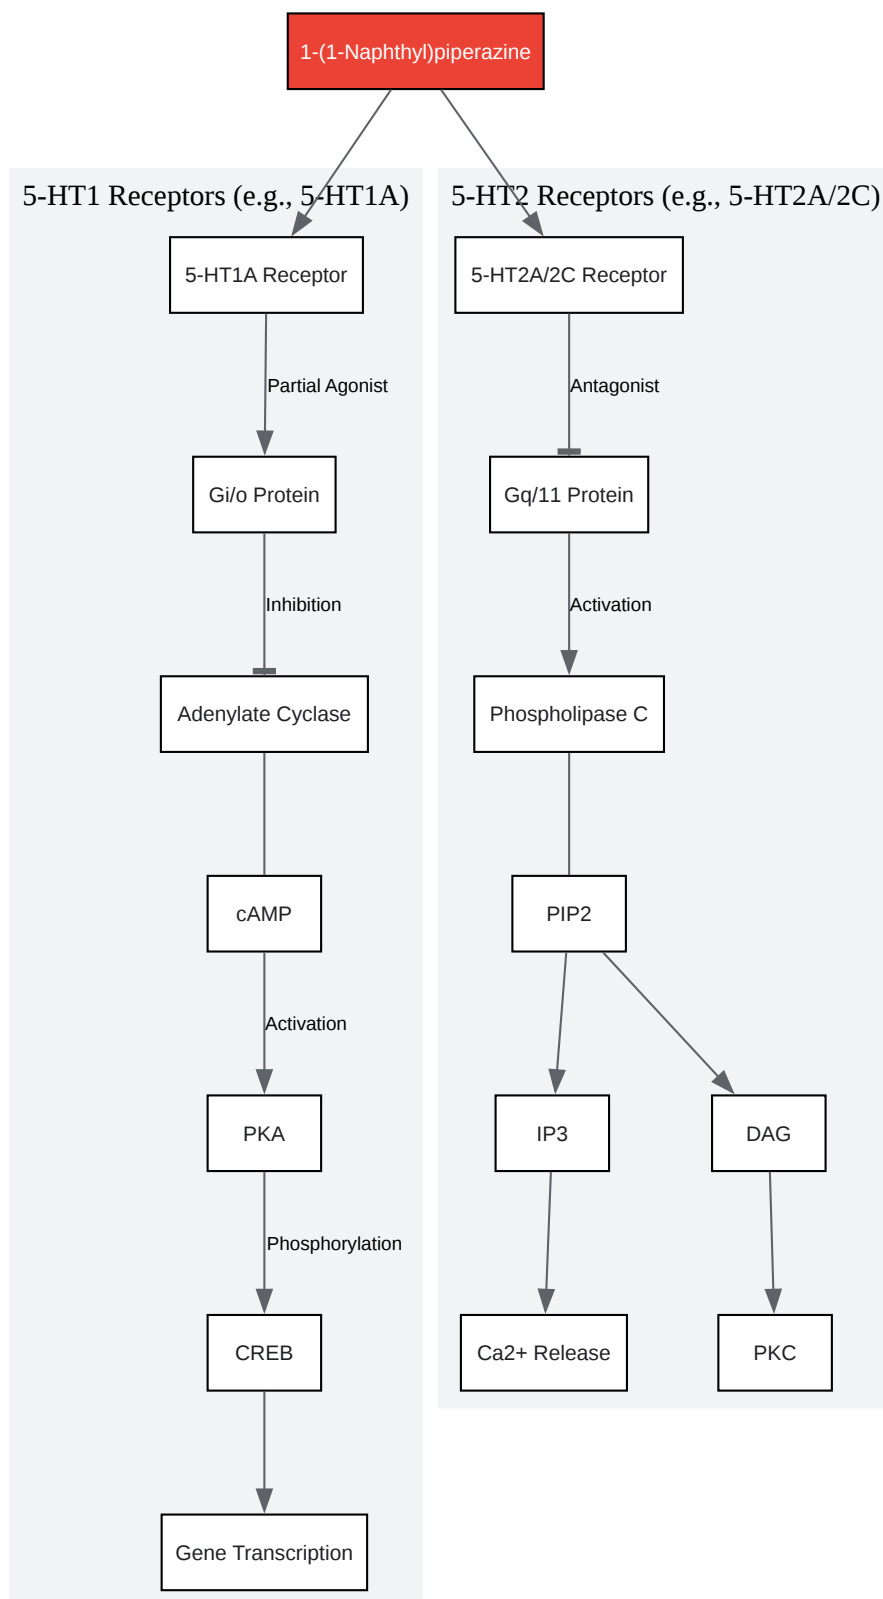 1-(1-Naphthyl)piperazine
5-HT1 Receptors (e.g., 5-HT1A)
5-HT1A Receptor
Partial Agonist
Gi/o Protein
Inhibition
Adenylate Cyclase
cAMP
Activation
PKA
Phosphorylation
CREB
Gene Transcription
5-HT2 Receptors (e.g., 5-HT2A/2C)
5-HT2A/2C Receptor
Antagonist
Gq/11 Protein
Activation
Phospholipase C
PIP2
IP3
DAG
Ca2+ Release
PKC